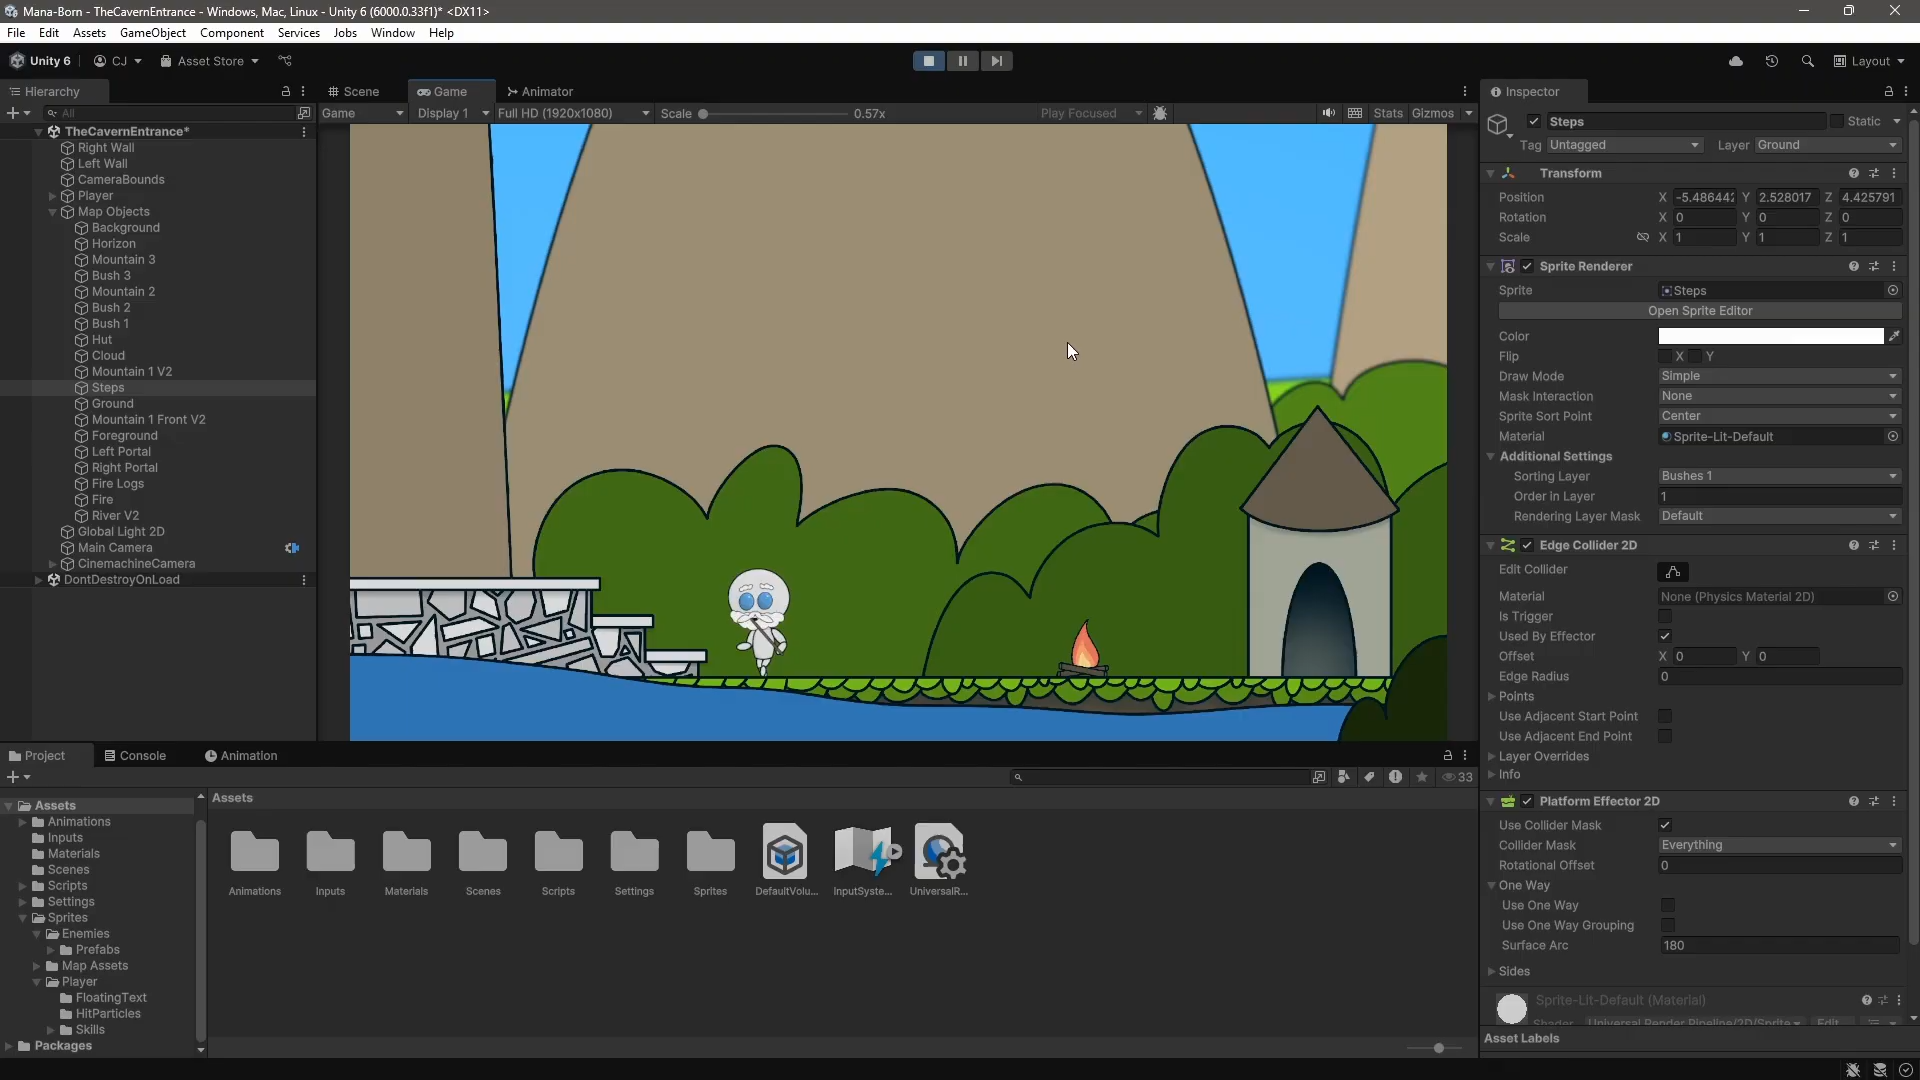 Mana-Born - TheCavernEntrance - Windows, Mac, Linux - Unity 6 (6000.0.33f1)* <DX11>
File Edit Assets GameObject Component Services Jobs Window Help
Unity 6 CJ Asset Store Layout
Hierarchy
All
TheCavernEntrance*
Right Wall
Left Wall
CameraBounds
Player
Map Objects
Background
Horizon
Mountain 3
Bush 3
Mountain 2
Bush 2
Bush 1
Hut
Cloud
Mountain 1 V2
Steps
Ground
Mountain 1 Front V2
Foreground
Left Portal
Right Portal
Fire Logs
Fire
River V2
Global Light 2D
Main Camera
CinemachineCamera
DontDestroyOnLoad
Scene Game Animator
Game Display 1 Full HD (1920x1080) Scale 0.57x Play Focused Stats Gizmos
Inspector
Steps Static
Tag Untagged Layer Ground
Transform
Position X -5.486442 Y 2.528017 Z 4.425791
Rotation X 0 Y 0 Z 0
Scale X 1 Y 1 Z 1
Sprite Renderer
Sprite Steps
Open Sprite Editor
Color
Flip X Y
Draw Mode Simple
Mask Interaction None
Sprite Sort Point Center
Material Sprite-Lit-Default
Additional Settings
Sorting Layer Bushes 1
Order in Layer 1
Rendering Layer Mask Default
Edge Collider 2D
Edit Collider
Material None (Physics Material 2D)
Is Trigger
Used By Effector
Offset X 0 Y 0
Edge Radius 0
Points
Use Adjacent Start Point
Use Adjacent End Point
Layer Overrides
Info
Platform Effector 2D
Use Collider Mask
Collider Mask Everything
Rotational Offset 0
One Way
Use One Way
Use One Way Grouping
Surface Arc 180
Sides
Sprite-Lit-Default (Material)
Shader Universal Render Pipeline/2D/Sprite Edit
Asset Labels
Project Console Animation
33
Assets
Animations
Inputs
Materials
Scenes
Scripts
Settings
Sprites
Enemies
Prefabs
Map Assets
Player
FloatingText
HitParticles
Skills
Packages
Assets
Animations Inputs Materials Scenes Scripts Settings Sprites DefaultVolu... InputSyste... UniversalR...